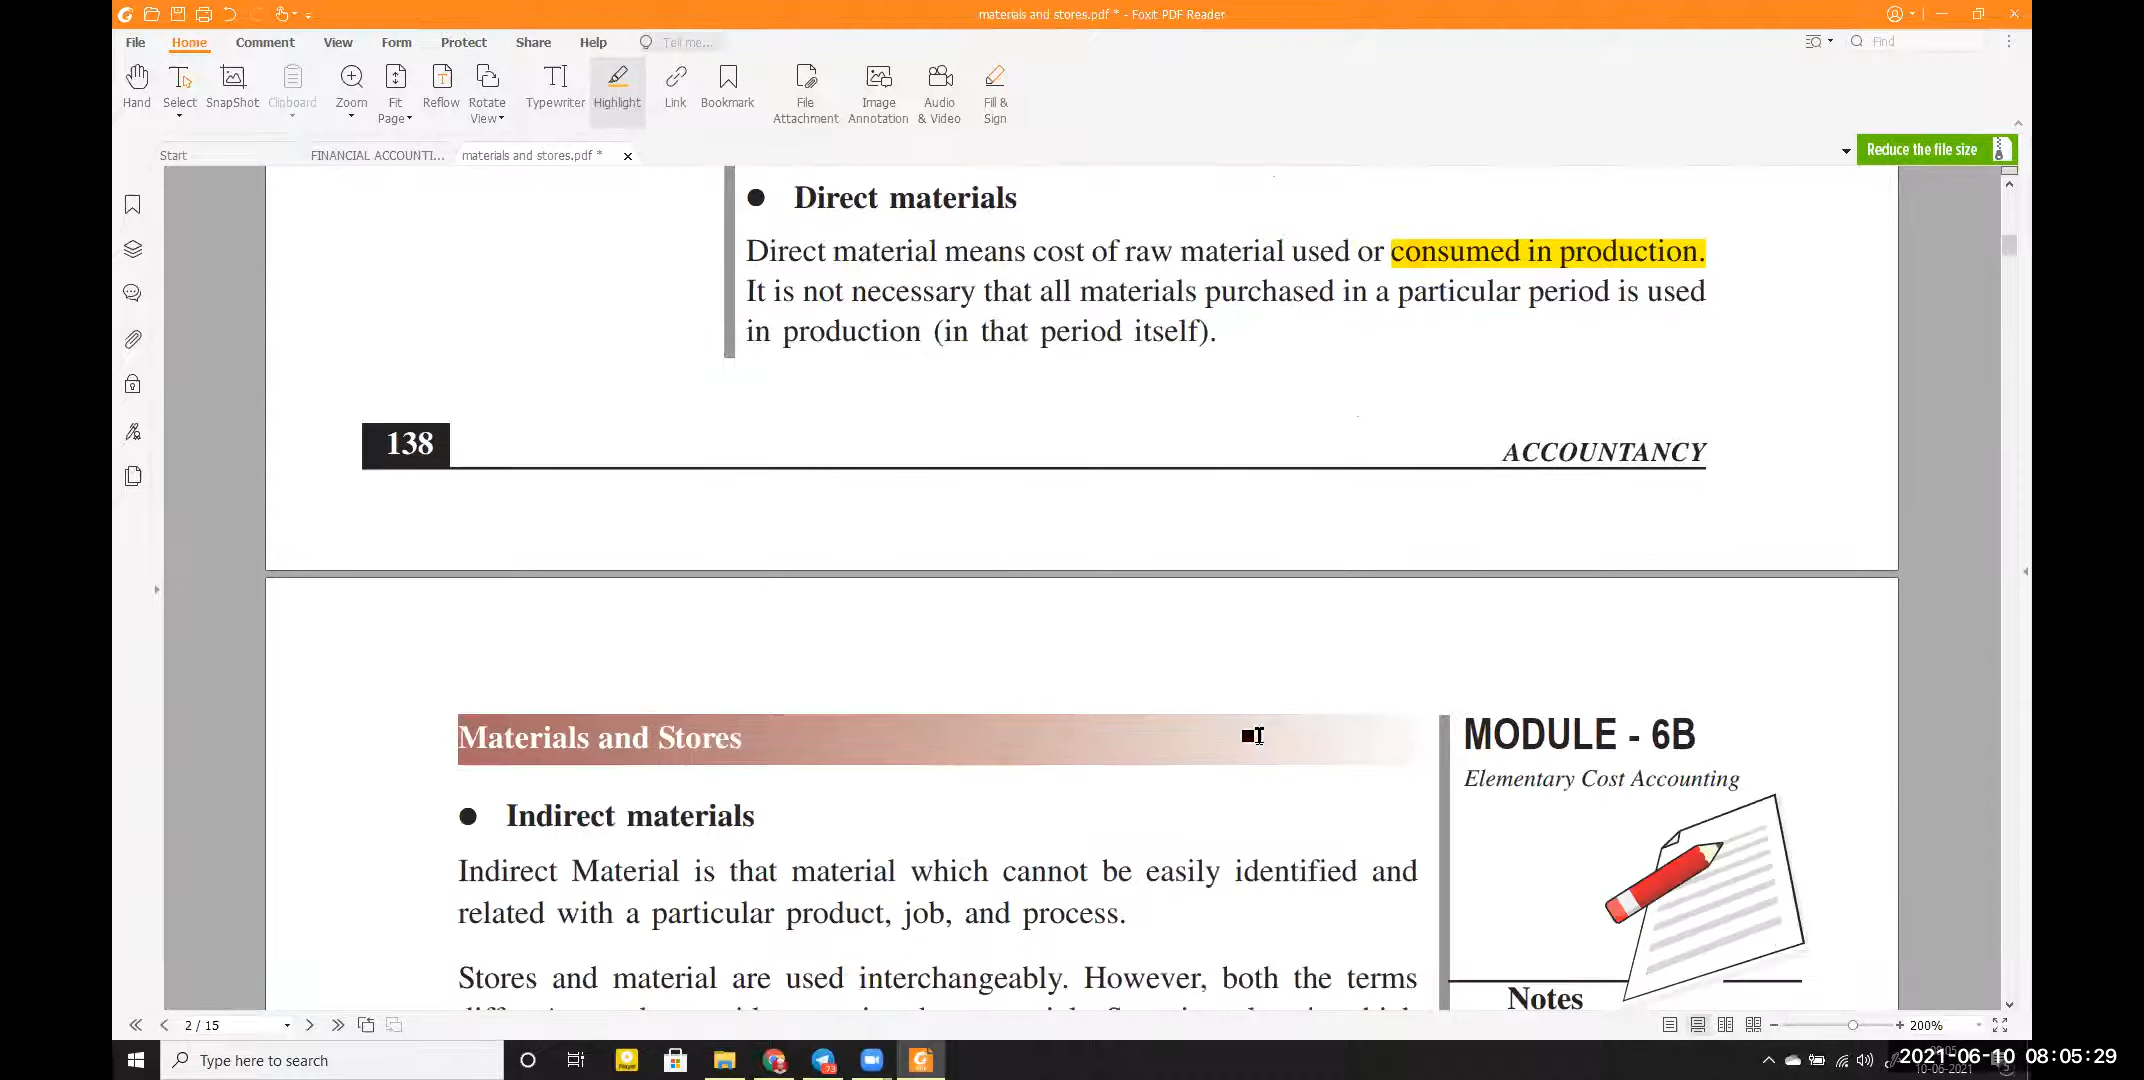 materials and stores.pdf * - Foxit PDF Reader
File Home Comment View Form Protect Share Help Tell me... Find
Hand Select SnapShot Clipboard Zoom Fit Page Reflow Rotate View Typewriter Highlight Link Bookmark File Attachment Image Annotation Audio & Video Fill & Sign
Start FINANCIAL ACCOUNTI... materials and stores.pdf * Reduce the file size
Direct materials
Direct material means cost of raw material used or consumed in production.
It is not necessary that all materials purchased in a particular period is used
in production (in that period itself).
138 ACCOUNTANCY
Materials and Stores
MODULE - 6B
Elementary Cost Accounting
Indirect materials
Indirect Material is that material which cannot be easily identified and
related with a particular product, job, and process.
Stores and material are used interchangeably. However, both the terms
Notes
2 / 15 200%
Type here to search
73
2021-06-10 08:05:29
10-06-2021